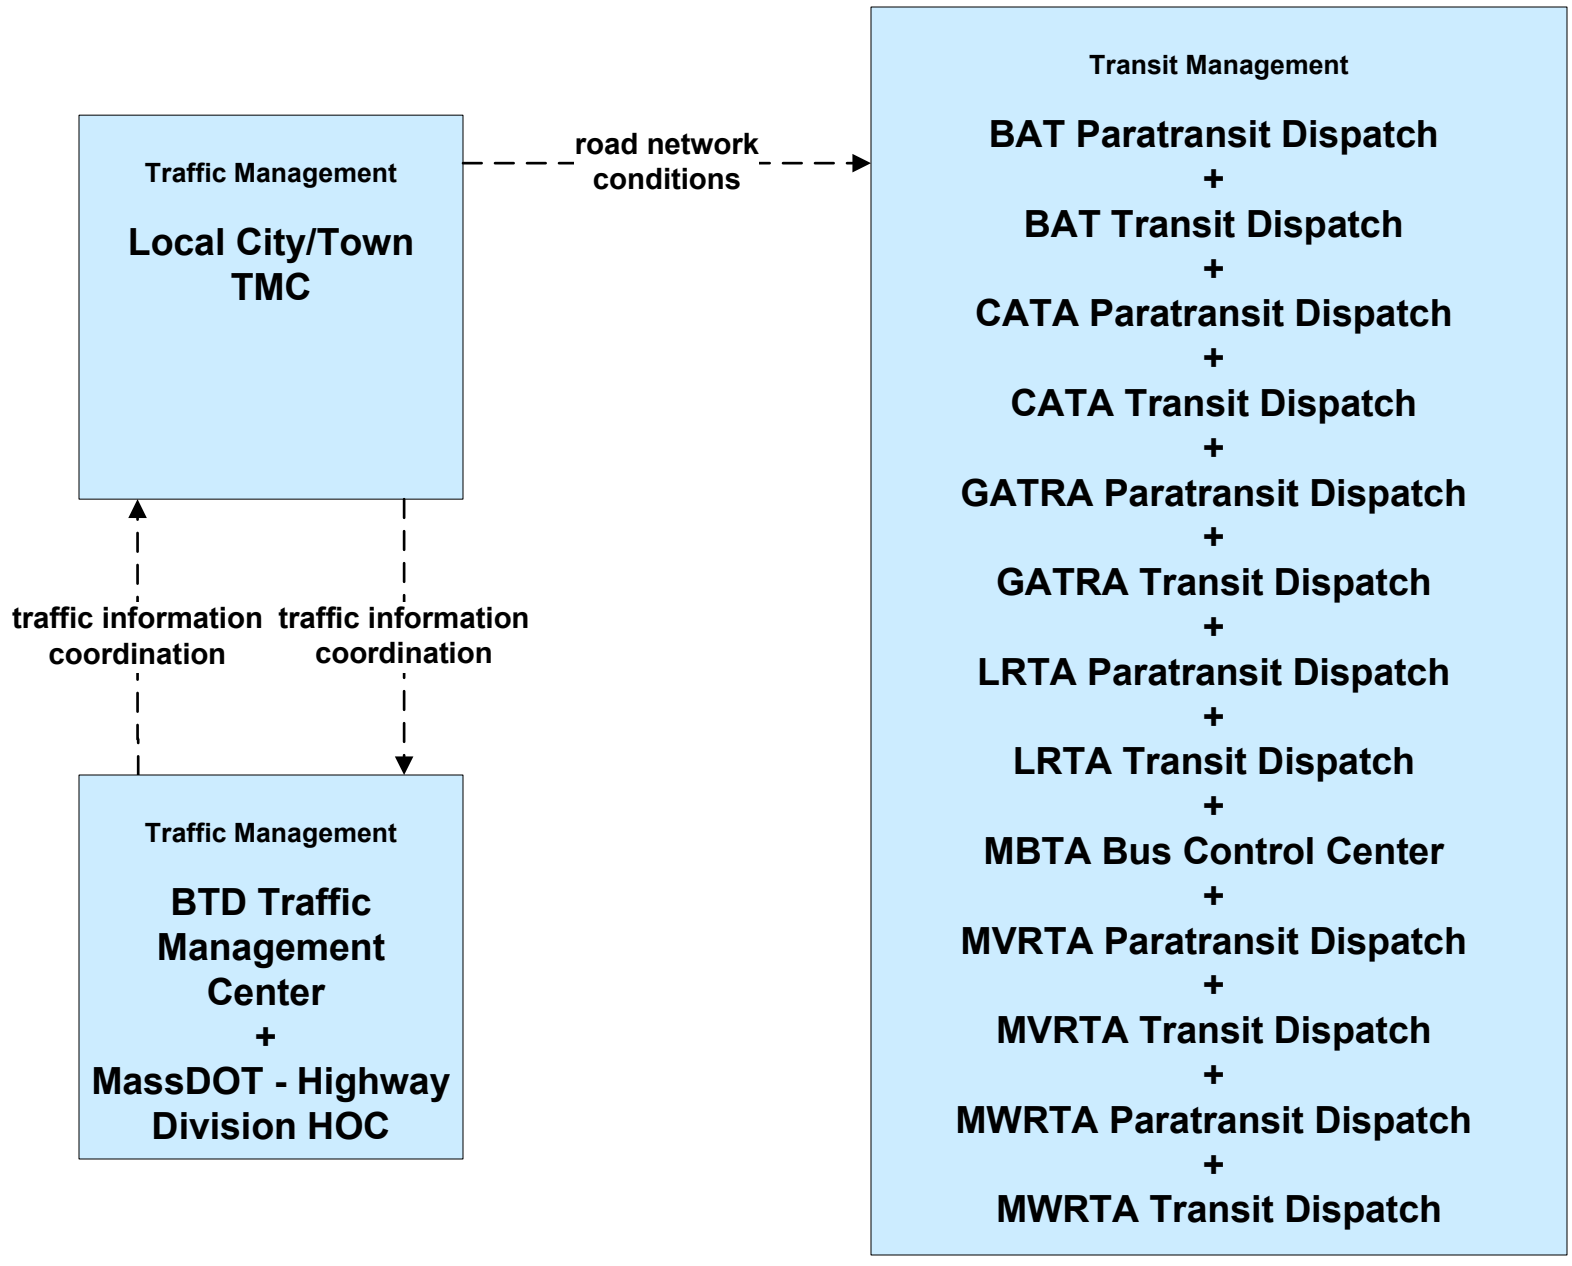 Traffic Management
Local City/Town
TMC
road network
conditions
traffic information
coordination
traffic information
coordination
Traffic Management
BTD Traffic
Management
Center
+
MassDOT - Highway
Division HOC
Transit Management
BAT Paratransit Dispatch
+
BAT Transit Dispatch
+
CATA Paratransit Dispatch
+
CATA Transit Dispatch
+
GATRA Paratransit Dispatch
+
GATRA Transit Dispatch
+
LRTA Paratransit Dispatch
+
LRTA Transit Dispatch
+
MBTA Bus Control Center
+
MVRTA Paratransit Dispatch
+
MVRTA Transit Dispatch
+
MWRTA Paratransit Dispatch
+
MWRTA Transit Dispatch